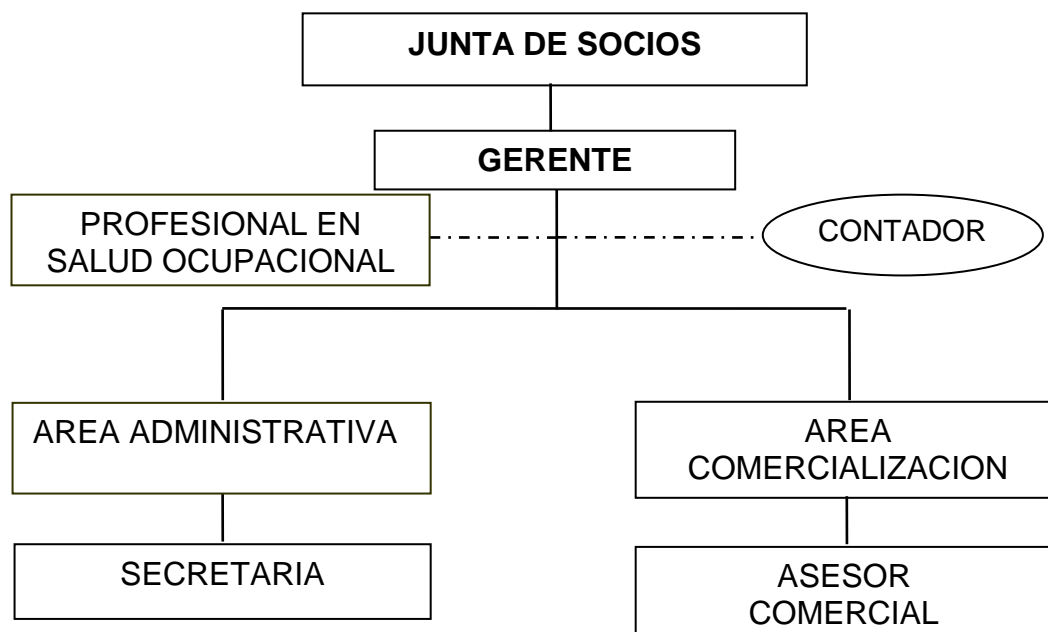 JUNTA DE SOCIOS
GERENTE
PROFESIONAL EN
SALUD OCUPACIONAL
CONTADOR
AREA ADMINISTRATIVA
AREA
COMERCIALIZACION
SECRETARIA
ASESOR
COMERCIAL